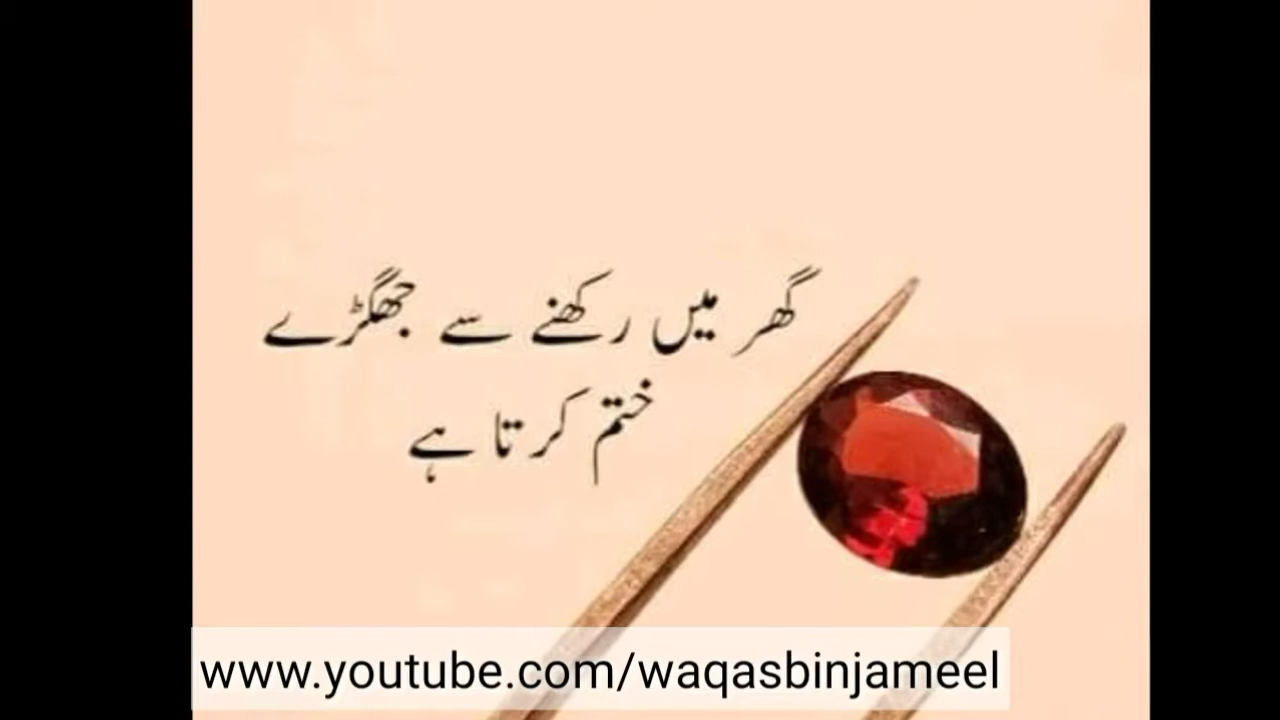 گھر میں رکھنے سے جھگڑے
ختم کرتا ہے
www.youtube.com/waqasbinjameel